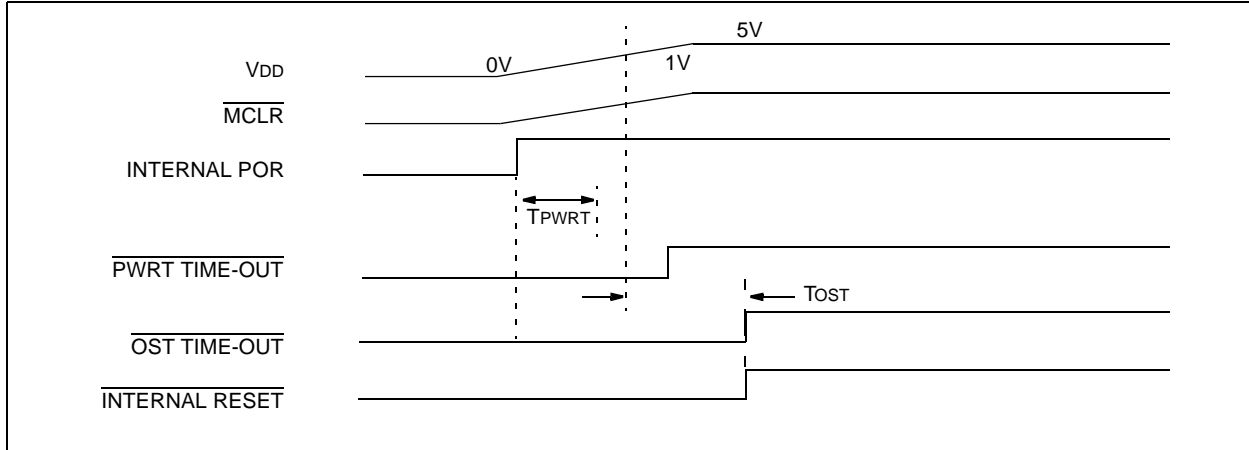 5V
VDD 0V 1V
MCLR
INTERNAL POR
TPWRT
PWRT TIME-OUT
TOST
OST TIME-OUT
INTERNAL RESET